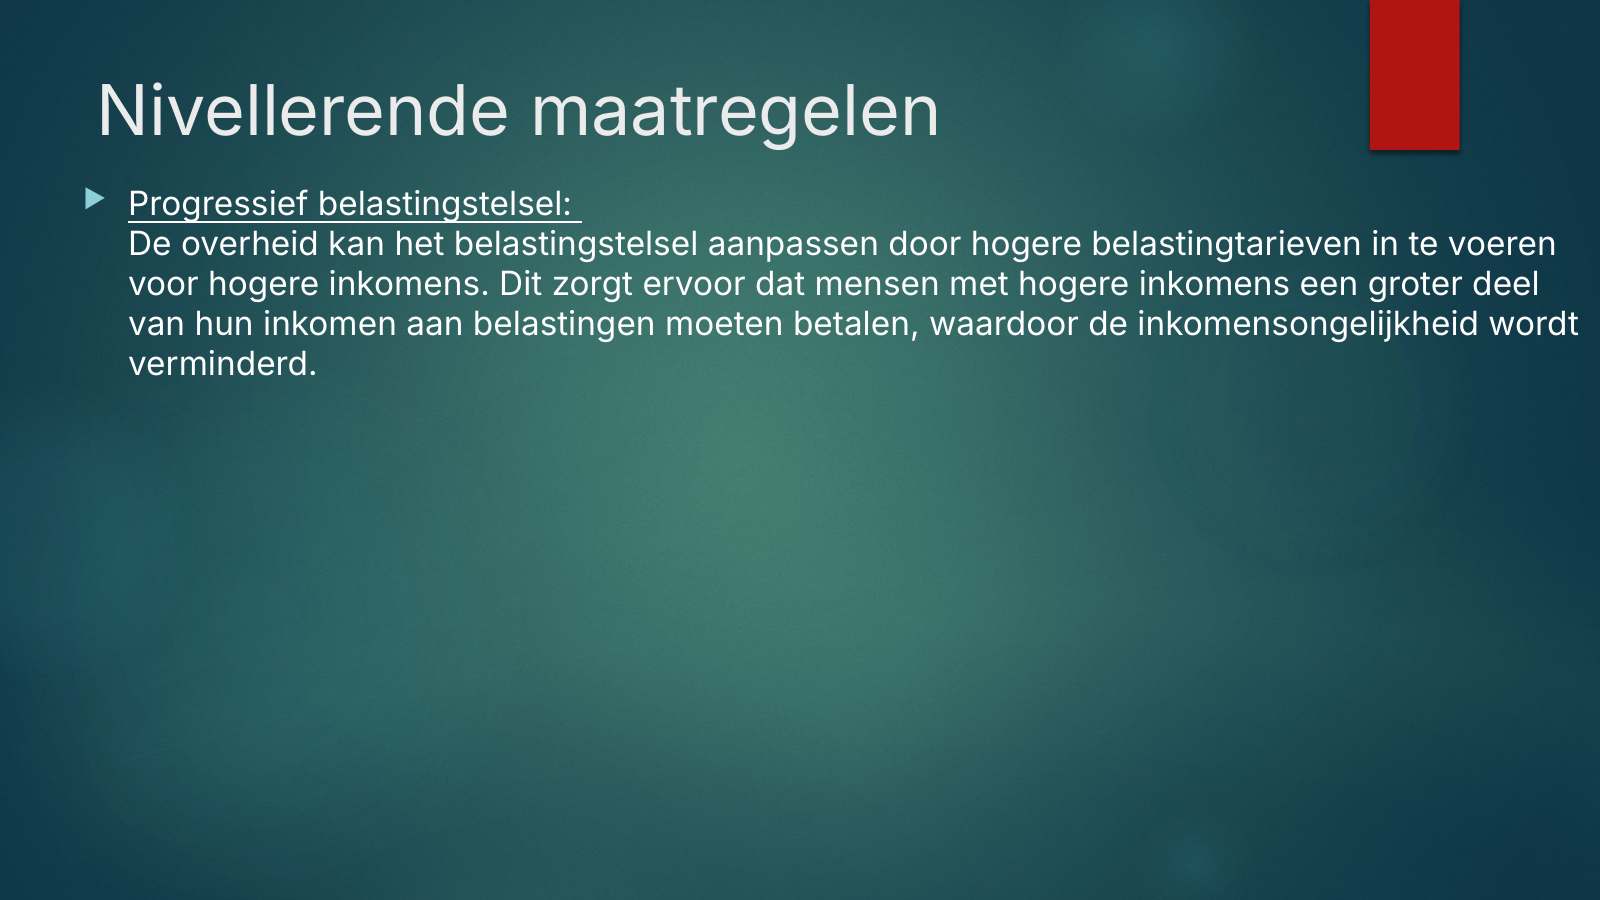 Nivellerende maatregelen
Progressief belastingstelsel:
De overheid kan het belastingstelsel aanpassen door hogere belastingtarieven in te voeren
voor hogere inkomens. Dit zorgt ervoor dat mensen met hogere inkomens een groter deel
van hun inkomen aan belastingen moeten betalen, waardoor de inkomensongelijkheid wordt
verminderd.